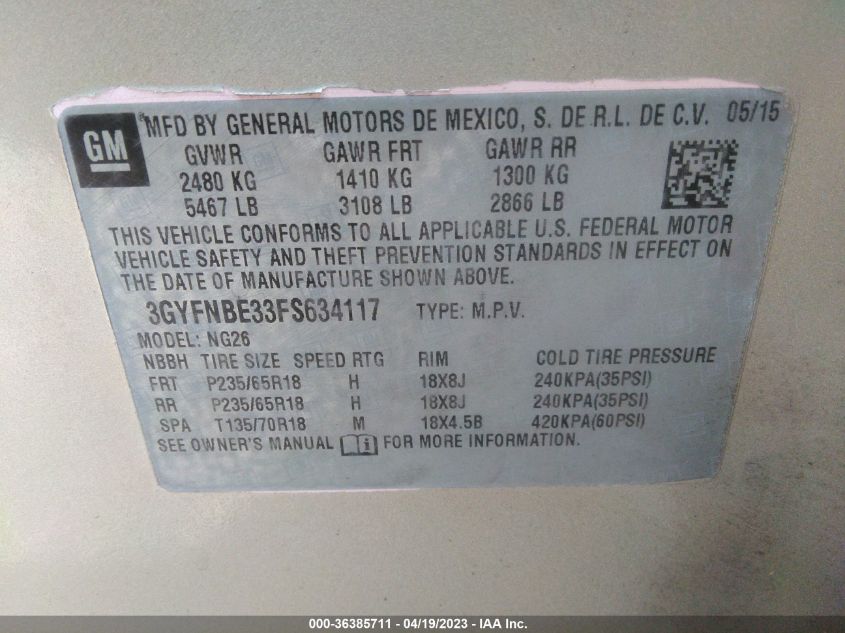 GM MFD BY GENERAL MOTORS DE MEXICO, S. DE R.L. DE C.V. 05/15
GVWR GAWR FRT GAWR RR
2480 KG 1410 KG 1300 KG
5467 LB 3108 LB 2866 LB
THIS VEHICLE CONFORMS TO ALL APPLICABLE U.S. FEDERAL MOTOR
VEHICLE SAFETY AND THEFT PREVENTION STANDARDS IN EFFECT ON
THE DATE OF MANUFACTURE SHOWN ABOVE.
3GYFNBE33FS634117 TYPE: M.P.V.
MODEL: NG26
NBBH TIRE SIZE SPEED RTG RIM COLD TIRE PRESSURE
FRT P235/65R18 H 18X8J 240KPA(35PSI)
RR P235/65R18 H 18X8J 240KPA(35PSI)
SPA T135/70R18 M 18X4.5B 420KPA(60PSI)
SEE OWNER'S MANUAL FOR MORE INFORMATION.
000-36385711 - 04/19/2023 - IAA Inc.